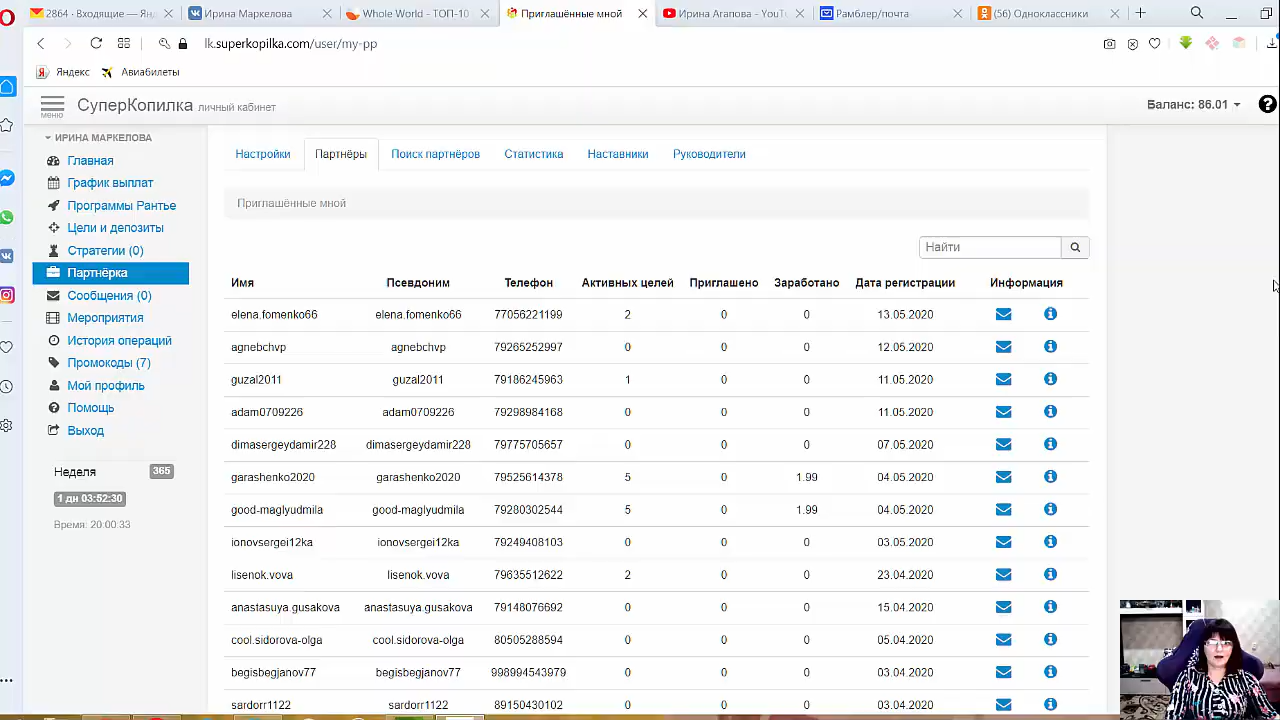 2864 · Входящие — Ян
Ирина Маркело
Whole World - Т.П. 1
Приглашённые мной
Ирина Агала - YouTu
Рамблер/почта
(56) Одноклассники
lk.superkopilka.com/user/my-pp
Яндекс Авиабилеты
МЕНЮ СуперКопилка личный кабинет Баланс: 86.01
ИРИНА МАРКЕЛОВА
Главная
График выплат
Программы Рантье
Цели и депозиты
Стратегии (0)
Партнёрка
Сообщения (0)
Мероприятия
История операций
Промокоды (7)
Мой профиль
Помощь
Выход
Неделя 365
1 дн 03:52:30
Время: 20:00:33
Настройки Партнёры Поиск партнёров Статистика Наставники Руководители
Приглашённые мной
Найти
Имя Псевдоним Телефон Активных целей Приглашено Заработано Дата регистрации Информация
elena.fomenko66 elena.fomenko66 77056221199 2 0 0 13.05.2020
agnebchvp agnebchvp 79265252997 0 0 0 12.05.2020
guzal2011 guzal2011 79186245963 1 0 0 11.05.2020
adam0709226 adam0709226 79298984168 0 0 0 11.05.2020
dimasergeydamir228 dimasergeydamir228 79775705657 0 0 0 07.05.2020
garashenko2020 garashenko2020 79525614378 5 0 1.99 04.05.2020
good-maglyudmila good-maglyudmila 79280302544 5 0 1.99 04.05.2020
ionovsergei12ka ionovsergei12ka 79249408103 0 0 0 03.05.2020
lisenok.vova lisenok.vova 79635512622 2 0 0 23.04.2020
anastasuya.gusakova anastasuya.gusakova 79148076692 0 0 0 .04.2020
cool.sidorova-olga cool.sidorova-olga 80505288594 0 0 0 05.04.2020
begisbegjanov77 begisbegjanov77 998994543979 0 0 0 03.04.2020
sardorr1122 sardorr1122 89150430102 0 0 0 03.04.2020